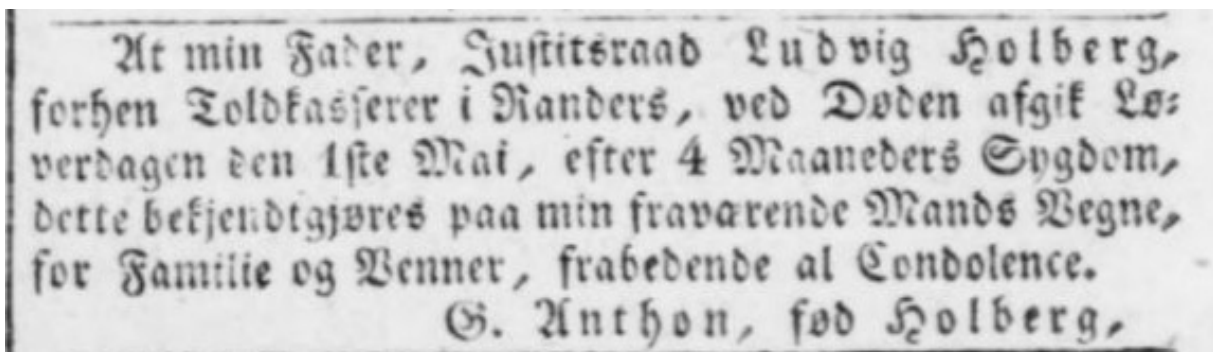 At min Fader, Justitsraad Ludvig Holberg,
forhen Toldkasserer i Randers, ved Døden afgik Lø-
verdagen den 1ste Mai, efter 4 Maaneders Sygdom,
dette bekjendtgjøres paa min fraværende Mands Vegne,
for Familie og Venner, frabedende al Condolence.
G. Anthon, fød Holberg,